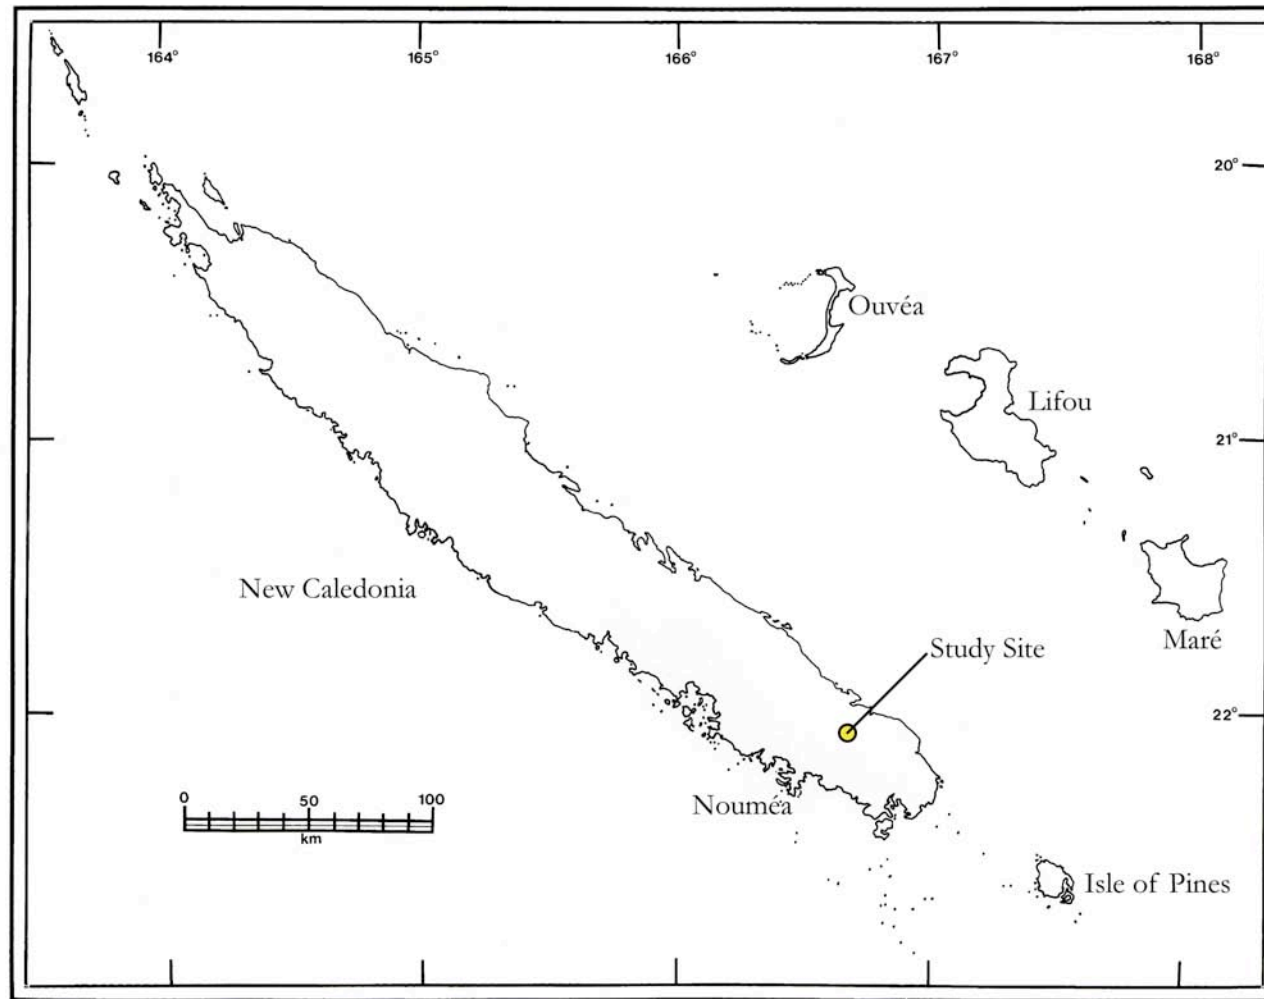 164° 165° 166° 167° 168°
20°
Ouvéa
Lifou
21°
New Caledonia
Maré
Study Site
22°
0 50 100
km
Nouméa
Isle of Pines